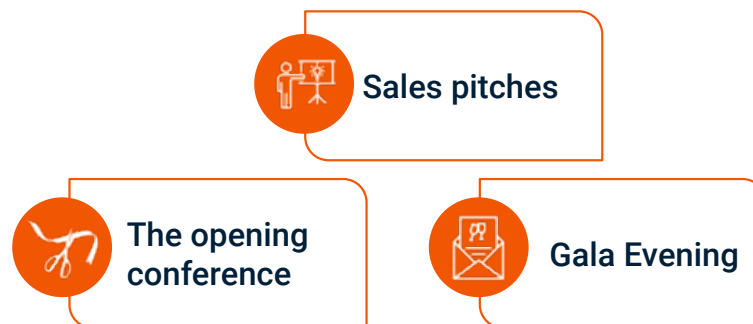 Sales pitches
The opening
conference
Gala Evening